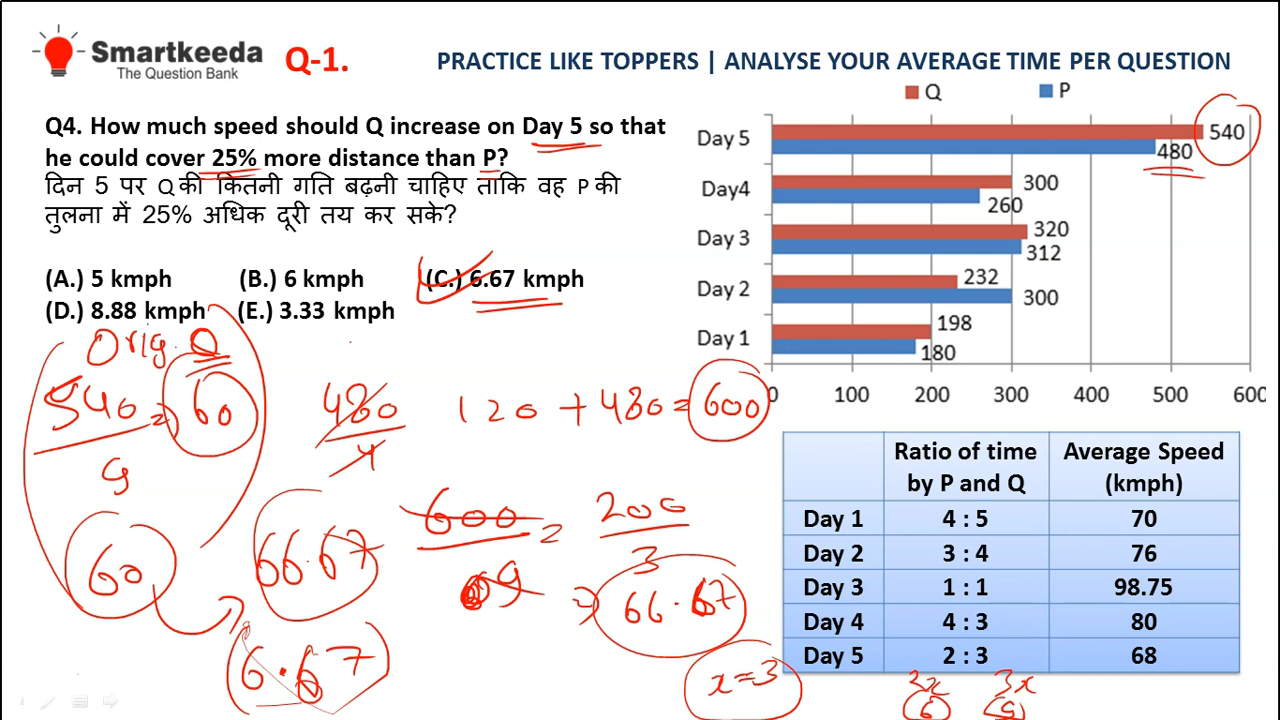 Smartkeeda
The Question Bank
Q-1.
PRACTICE LIKE TOPPERS | ANALYSE YOUR AVERAGE TIME PER QUESTION
Q4. How much speed should Q increase on Day 5 so that
he could cover 25% more distance than P?
दिन 5 पर Q की कितनी गति बढ़नी चाहिए ताकि वह P की
तुलना में 25% अधिक दूरी तय कर सके?
(A.) 5 kmph (B.) 6 kmph (C.) 6.67 kmph
(D.) 8.88 kmph (E.) 3.33 kmph
Q P
Day 5 540
480
Day4 300
260
Day 3 320
312
Day 2 232
300
Day 1 198
180
0 100 200 300 400 500 600
Ratio of time Average Speed
by P and Q (kmph)
Day 1 4 : 5 70
Day 2 3 : 4 76
Day 3 1 : 1 98.75
Day 4 4 : 3 80
Day 5 2 : 3 68
2x 3x
(6) (9)
Orig. Q
540/9 = 60
480/4 120 + 480 = 600
600/9 = 200/3
60 66.67 => 66.67
6.67
x = 3